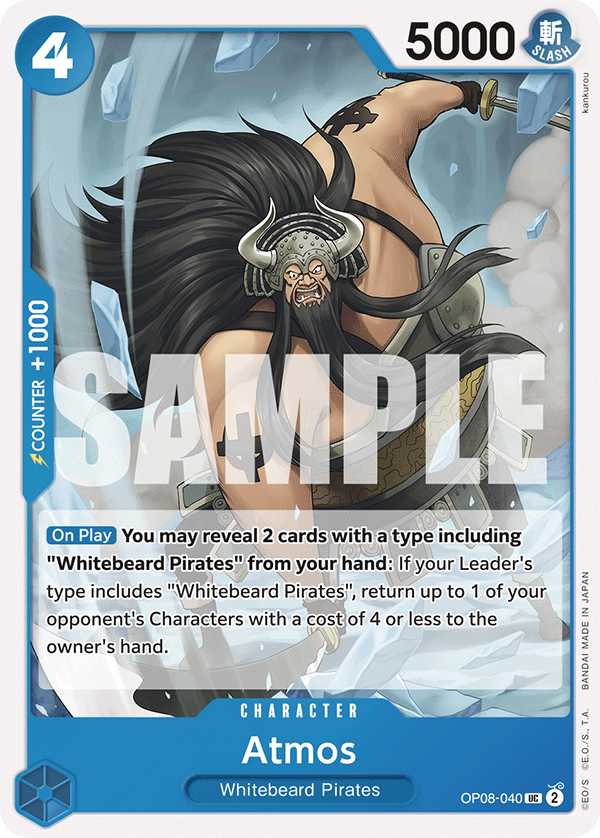 4
5000
斬
SLASH
kankurou
COUNTER +1000
SAMPLE
On Play You may reveal 2 cards with a type including
"Whitebeard Pirates" from your hand: If your Leader's
type includes "Whitebeard Pirates", return up to 1 of your
opponent's Characters with a cost of 4 or less to the
owner's hand.
CHARACTER
Atmos
Whitebeard Pirates
OP08-040 UC 2
©EO/S ©E.O./S., T.A. BANDAI MADE IN JAPAN